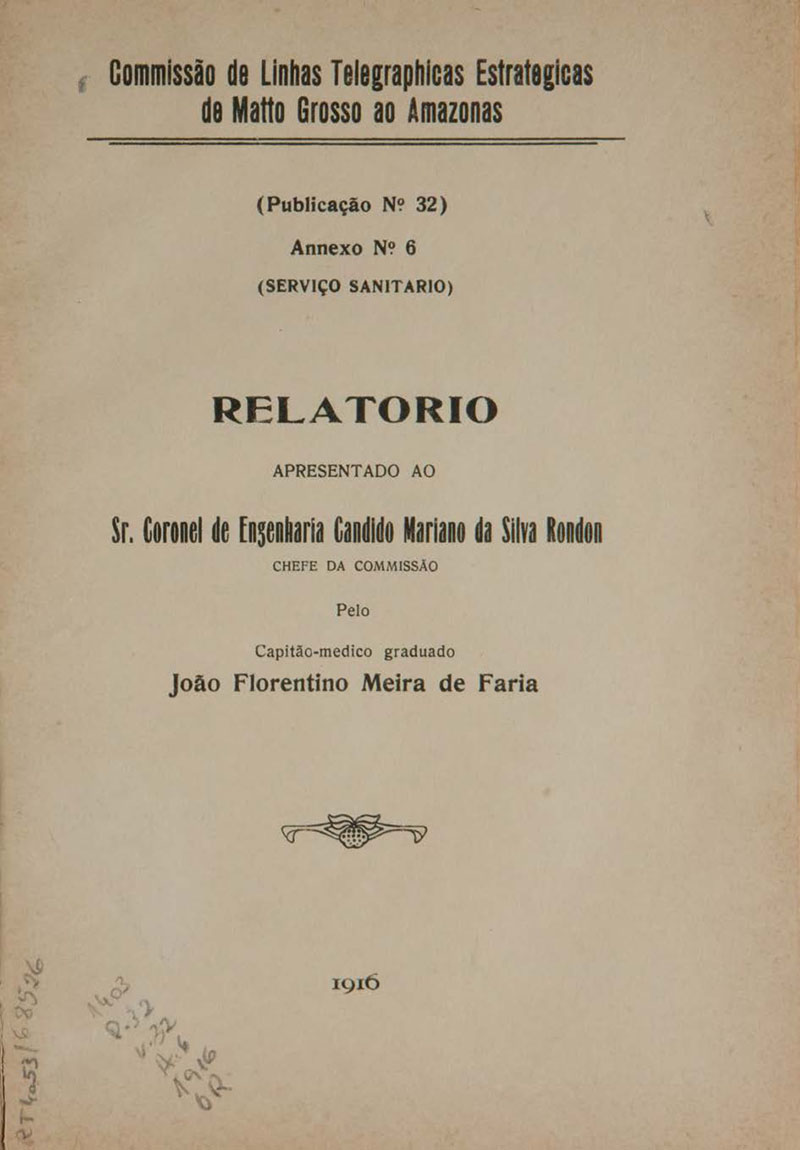 Commissão de Linhas Telegraphicas Estrategicas
de Matto Grosso ao Amazonas
(Publicação Nº 32)
Annexo Nº 6
(SERVIÇO SANITARIO)
RELATORIO
APRESENTADO AO
Sr. Coronel de Engenharia Candido Mariano da Silva Rondon
CHEFE DA COMMISSÃO
Pelo
Capitão-medico graduado
João Florentino Meira de Faria
1916